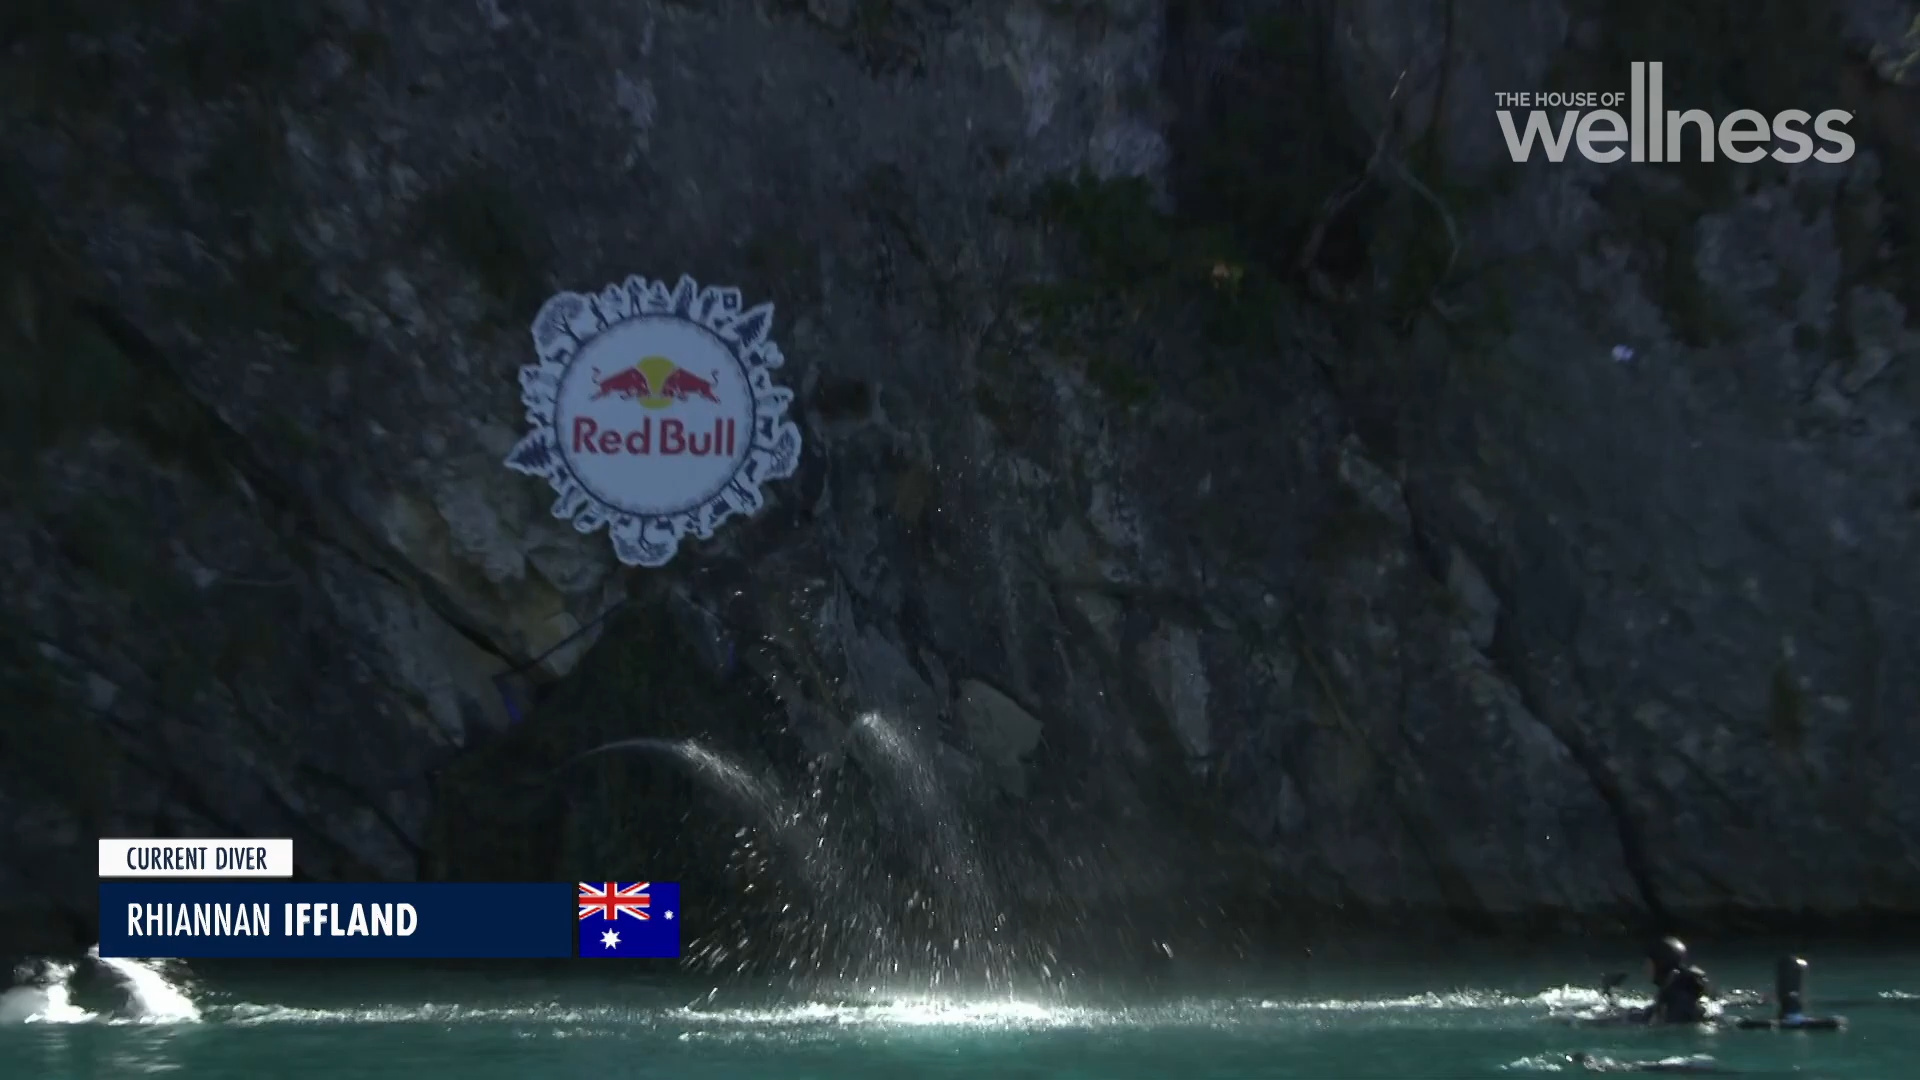 THE HOUSE OF
wellness
Red Bull
CURRENT DIVER
RHIANNAN IFFLAND